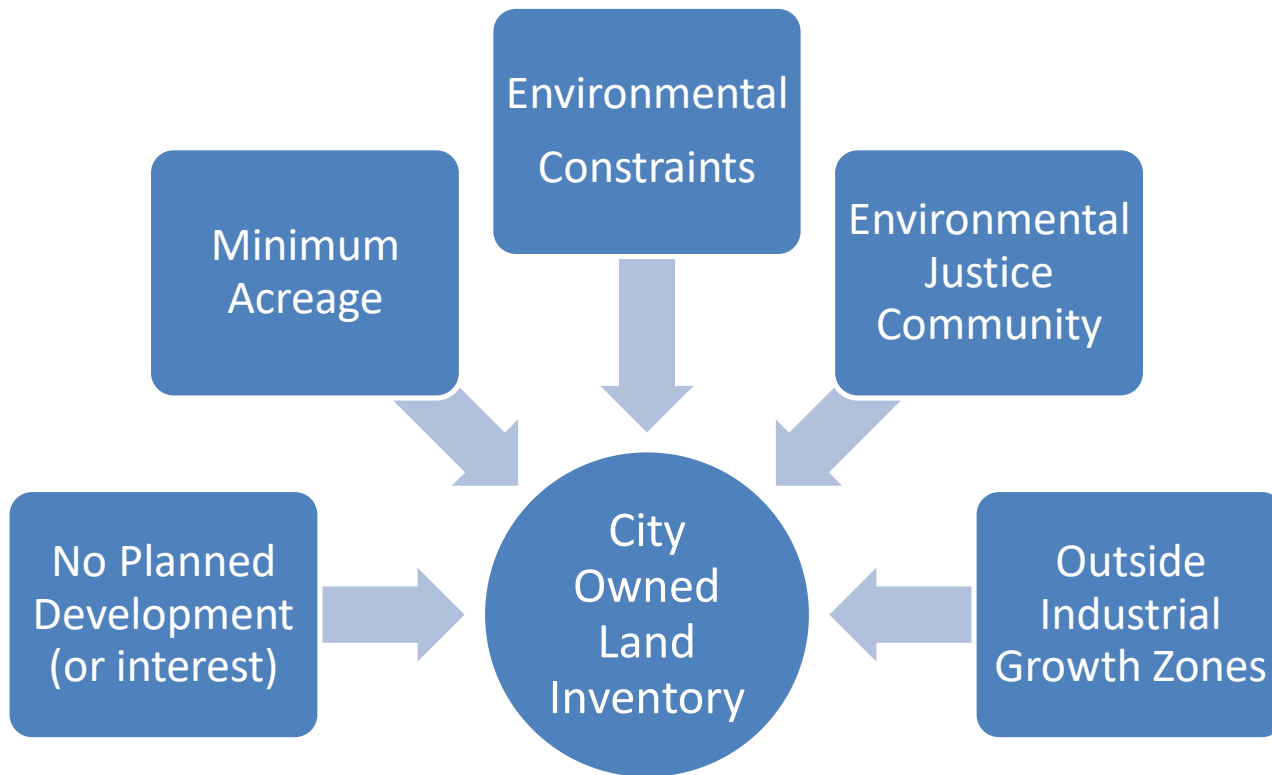 Environmental
Constraints
Minimum
Acreage
Environmental
Justice
Community
No Planned
Development
(or interest)
City
Owned
Land
Inventory
Outside
Industrial
Growth Zones